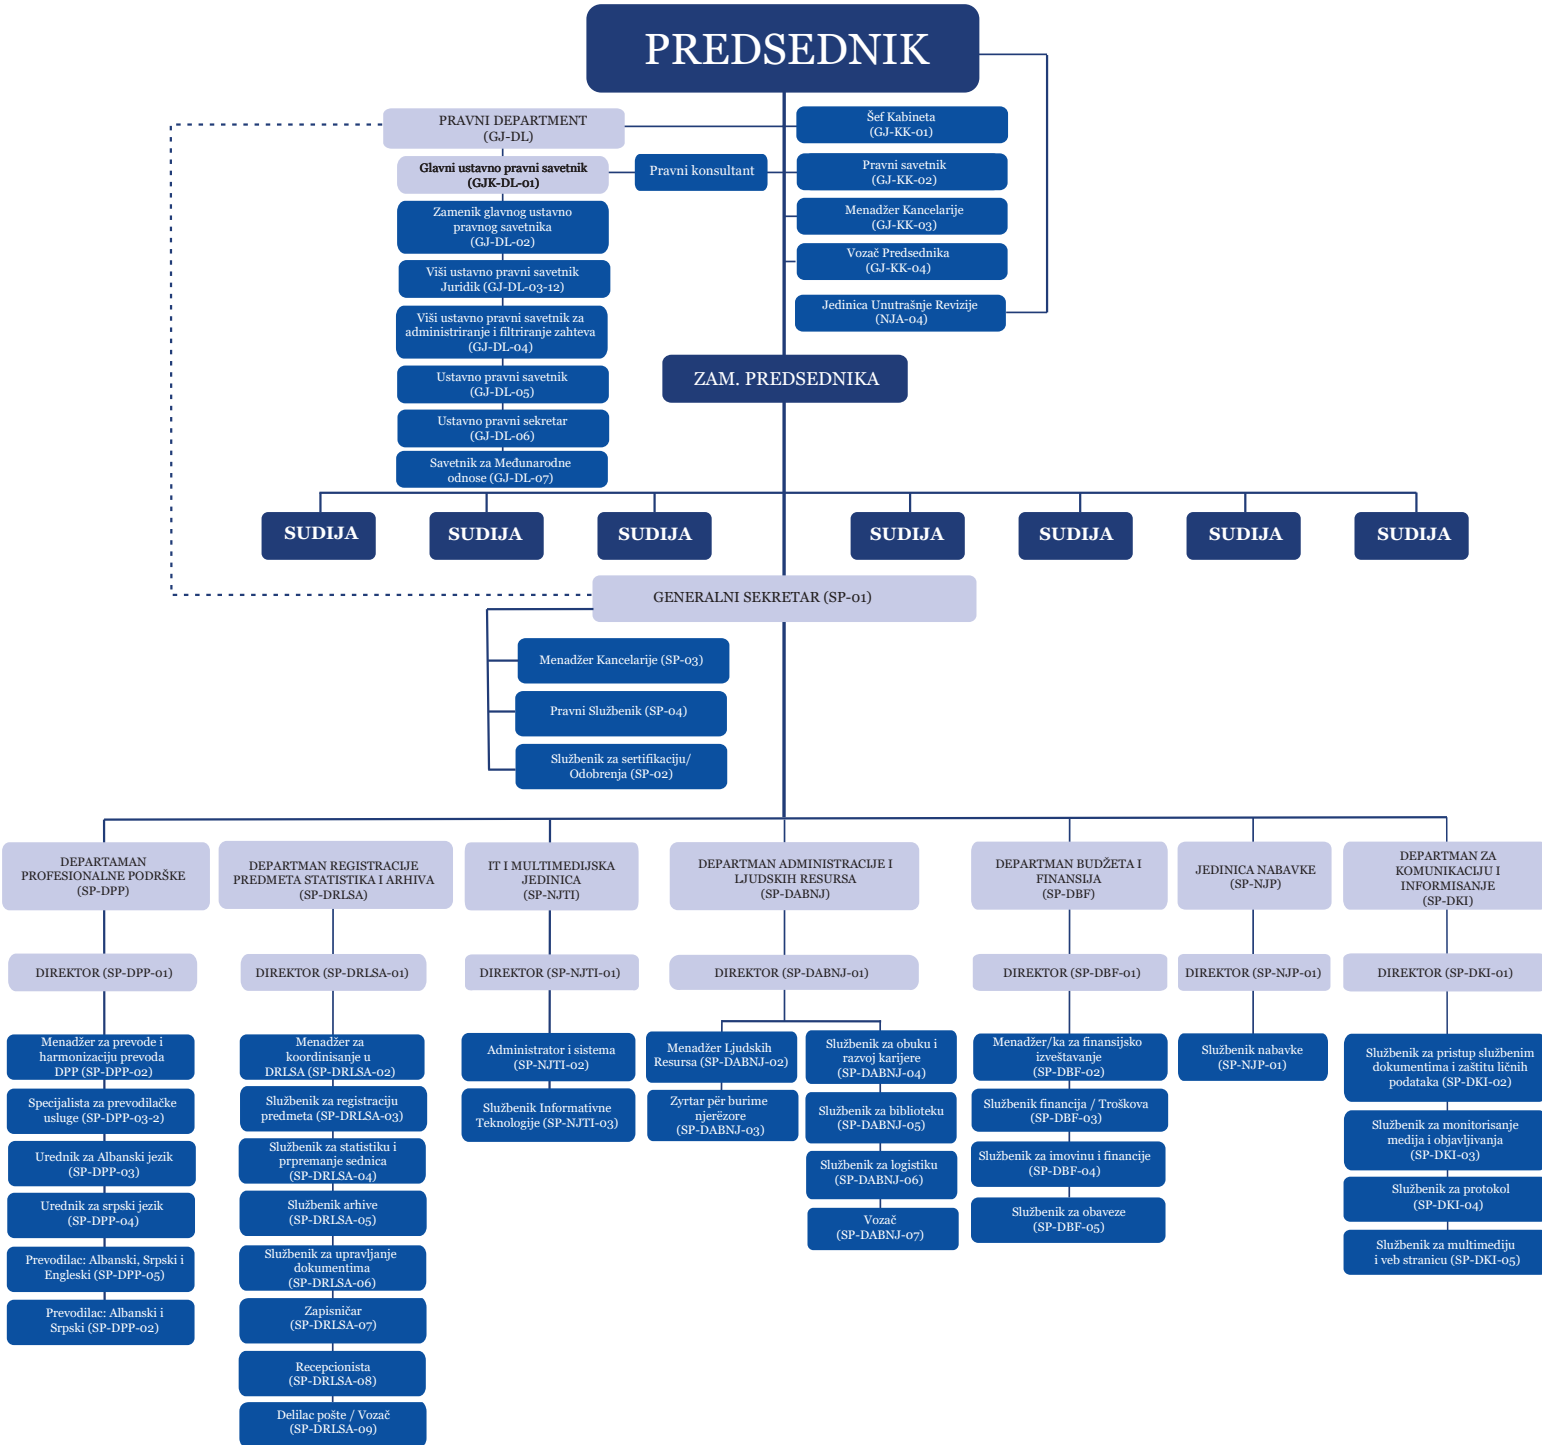 PREDSEDNIK
PRAVNI DEPARTMENT
(GJ-DL)
Glavni ustavno pravni savetnik
(GJK-DL-01)
Pravni konsultant
Zamenik glavnog ustavno
pravnog savetnika
(GJ-DL-02)
Viši ustavno pravni savetnik
Juridik (GJ-DL-03-12)
Viši ustavno pravni savetnik za
administriranje i filtriranje zahteva
(GJ-DL-04)
Ustavno pravni savetnik
(GJ-DL-05)
Ustavno pravni sekretar
(GJ-DL-06)
Savetnik za Međunarodne
odnose (GJ-DL-07)
Šef Kabineta
(GJ-KK-01)
Pravni savetnik
(GJ-KK-02)
Menadžer Kancelarije
(GJ-KK-03)
Vozač Predsednika
(GJ-KK-04)
Jedinica Unutrašnje Revizije
(NJA-04)
ZAM. PREDSEDNIKA
SUDIJA
SUDIJA
SUDIJA
SUDIJA
SUDIJA
SUDIJA
SUDIJA
GENERALNI SEKRETAR (SP-01)
Menadžer Kancelarije (SP-03)
Pravni Službenik (SP-04)
Službenik za sertifikaciju/
Odobrenja (SP-02)
DEPARTAMAN
PROFESIONALNE PODRŠKE
(SP-DPP)
DIREKTOR (SP-DPP-01)
Menadžer za prevode i
harmonizaciju prevoda
DPP (SP-DPP-02)
Specijalista za prevodilačke
usluge (SP-DPP-03-2)
Urednik za Albanski jezik
(SP-DPP-03)
Urednik za srpski jezik
(SP-DPP-04)
Prevodilac: Albanski, Srpski i
Engleski (SP-DPP-05)
Prevodilac: Albanski i
Srpski (SP-DPP-02)
DEPARTMAN REGISTRACIJE
PREDMETA STATISTIKA I ARHIVA
(SP-DRLSA)
DIREKTOR (SP-DRLSA-01)
Menadžer za
koordinisanje u
DRLSA (SP-DRLSA-02)
Službenik za registraciju
predmeta (SP-DRLSA-03)
Službenik za statistiku i
prpremanje sednica
(SP-DRLSA-04)
Službenik arhive
(SP-DRLSA-05)
Službenik za upravljanje
dokumentima
(SP-DRLSA-06)
Zapisničar
(SP-DRLSA-07)
Recepcionista
(SP-DRLSA-08)
Delilac pošte / Vozač
(SP-DRLSA-09)
IT I MULTIMEDIJSKA
JEDINICA
(SP-NJTI)
DIREKTOR (SP-NJTI-01)
Administrator i sistema
(SP-NJTI-02)
Službenik Informativne
Teknologije (SP-NJTI-03)
DEPARTMAN ADMINISTRACIJE I
LJUDSKIH RESURSA
(SP-DABNJ)
DIREKTOR (SP-DABNJ-01)
Menadžer Ljudskih
Resursa (SP-DABNJ-02)
Zyrtar për burime
njerëzore
(SP-DABNJ-03)
Službenik za obuku i
razvoj karijere
(SP-DABNJ-04)
Službenik za biblioteku
(SP-DABNJ-05)
Službenik za logistiku
(SP-DABNJ-06)
Vozač
(SP-DABNJ-07)
DEPARTMAN BUDŽETA I
FINANSIJA
(SP-DBF)
DIREKTOR (SP-DBF-01)
Menadžer/ka za finansijsko
izveštavanje
(SP-DBF-02)
Službenik financija / Troškova
(SP-DBF-03)
Službenik za imovinu i financije
(SP-DBF-04)
Službenik za obaveze
(SP-DBF-05)
JEDINICA NABAVKE
(SP-NJP)
DIREKTOR (SP-NJP-01)
Službenik nabavke
(SP-NJP-01)
DEPARTMAN ZA
KOMUNIKACIJU I
INFORMISANJE
(SP-DKI)
DIREKTOR (SP-DKI-01)
Službenik za pristup službenim
dokumentima i zaštitu ličnih
podataka (SP-DKI-02)
Službenik za monitorisanje
medija i objavljivanja
(SP-DKI-03)
Službenik za protokol
(SP-DKI-04)
Službenik za multimediju
i veb stranicu (SP-DKI-05)